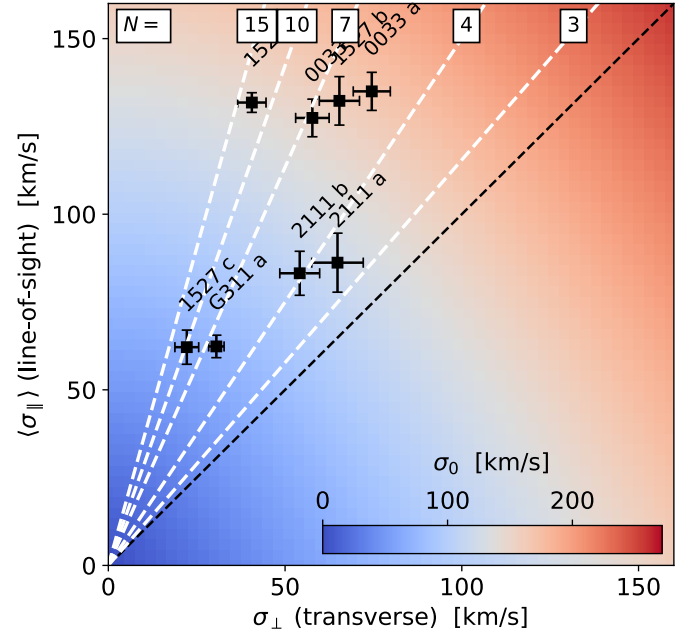 N = 15 10 7 4 3
0033 1527 b 0033 a
2111 b 2111 a
1527 c G311 a
150
100
50
0
⟨σ∥⟩ (line-of-sight) [km/s]
σ0 [km/s]
0 100 200
0 50 100 150
σ⊥ (transverse) [km/s]